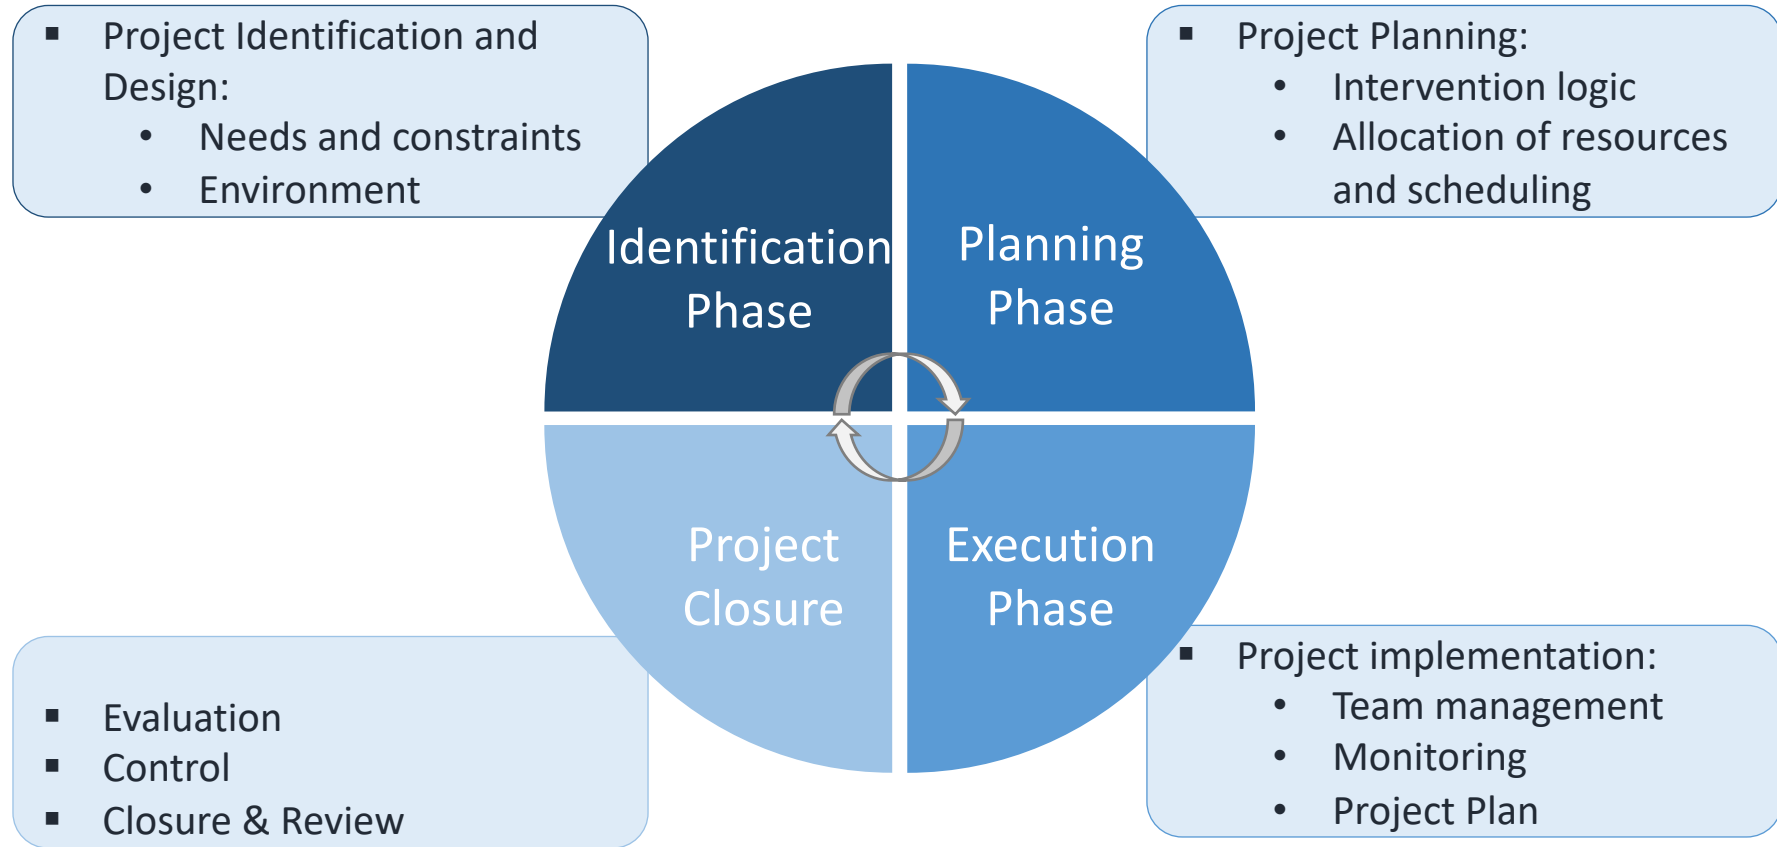 ▪ Project Identification and
Design:
• Needs and constraints
• Environment
▪ Project Planning:
• Intervention logic
• Allocation of resources
and scheduling
Identification
Phase
Planning
Phase
Project
Closure
Execution
Phase
▪ Evaluation
▪ Control
▪ Closure & Review
▪ Project implementation:
• Team management
• Monitoring
• Project Plan